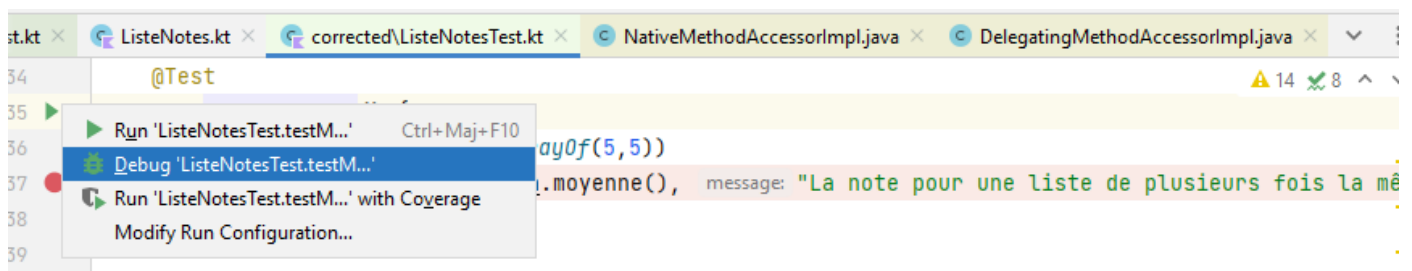 st.kt ListeNotes.kt corrected\ListeNotesTest.kt NativeMethodAccessorImpl.java DelegatingMethodAccessorImpl.java
34 @Test 14 8
35
Run 'ListeNotesTest.testM...' Ctrl+Maj+F10
36 ayOf(5,5))
Debug 'ListeNotesTest.testM...'
37 .moyenne(), message: "La note pour une liste de plusieurs fois la mê
Run 'ListeNotesTest.testM...' with Coverage
38
Modify Run Configuration...
39